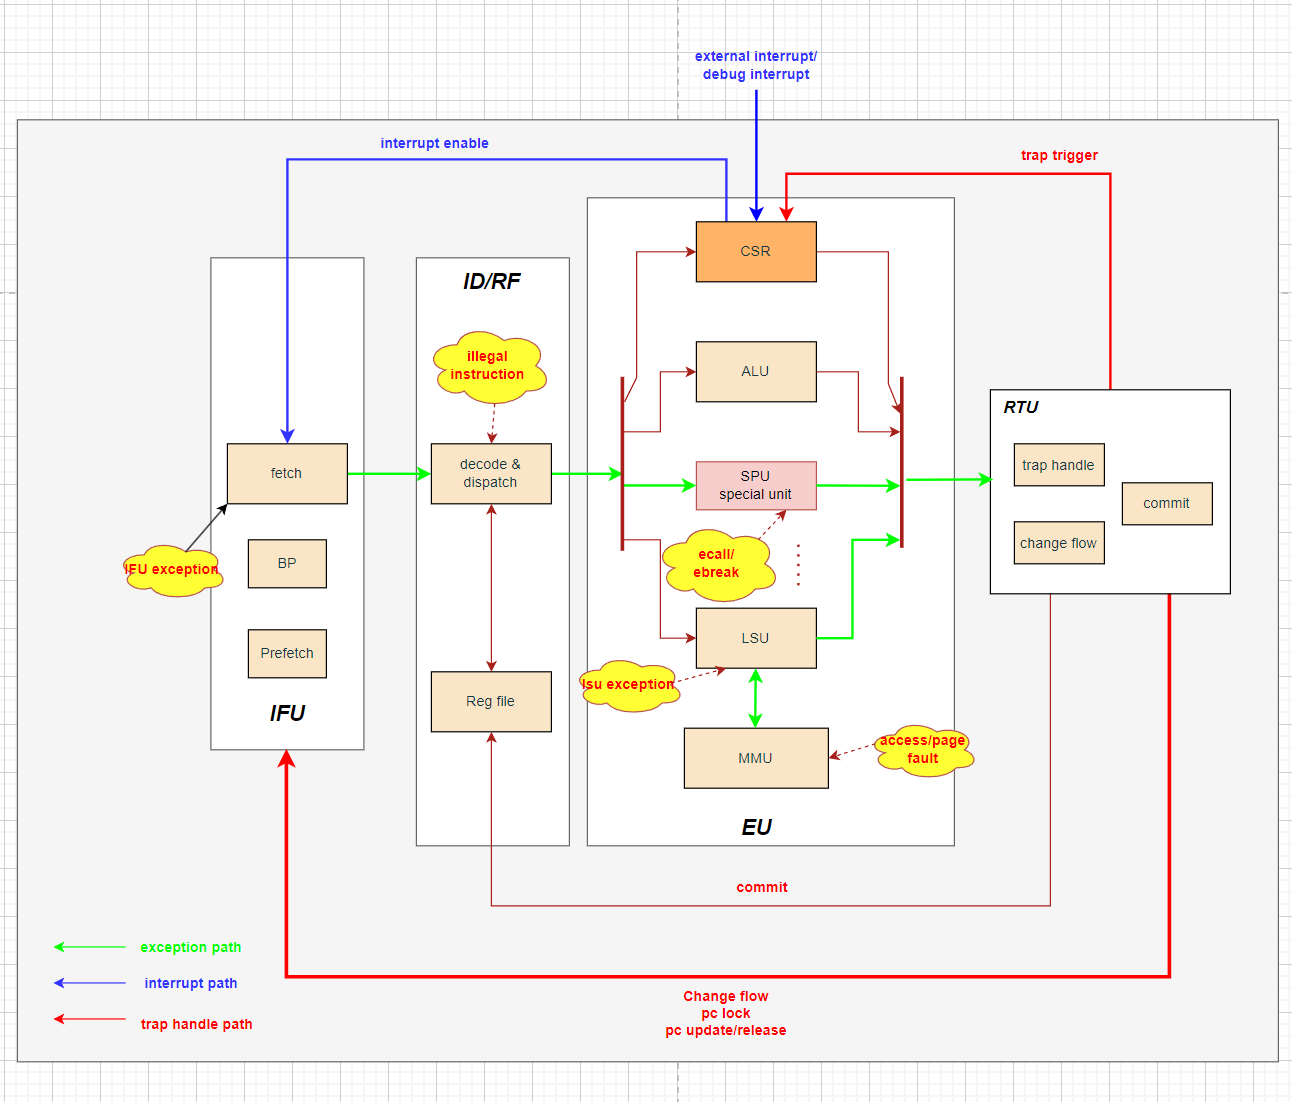 external interrupt/
debug interrupt
interrupt enable
trap trigger
CSR
ID/RF
illegal
instruction
ALU
RTU
fetch
decode &
dispatch
SPU
special unit
trap handle
commit
change flow
IFU exception
BP
ecall/
ebreak
Prefetch
LSU
lsu exception
Reg file
IFU
MMU
access/page
fault
EU
commit
exception path
interrupt path
trap handle path
Change flow
pc lock
pc update/release